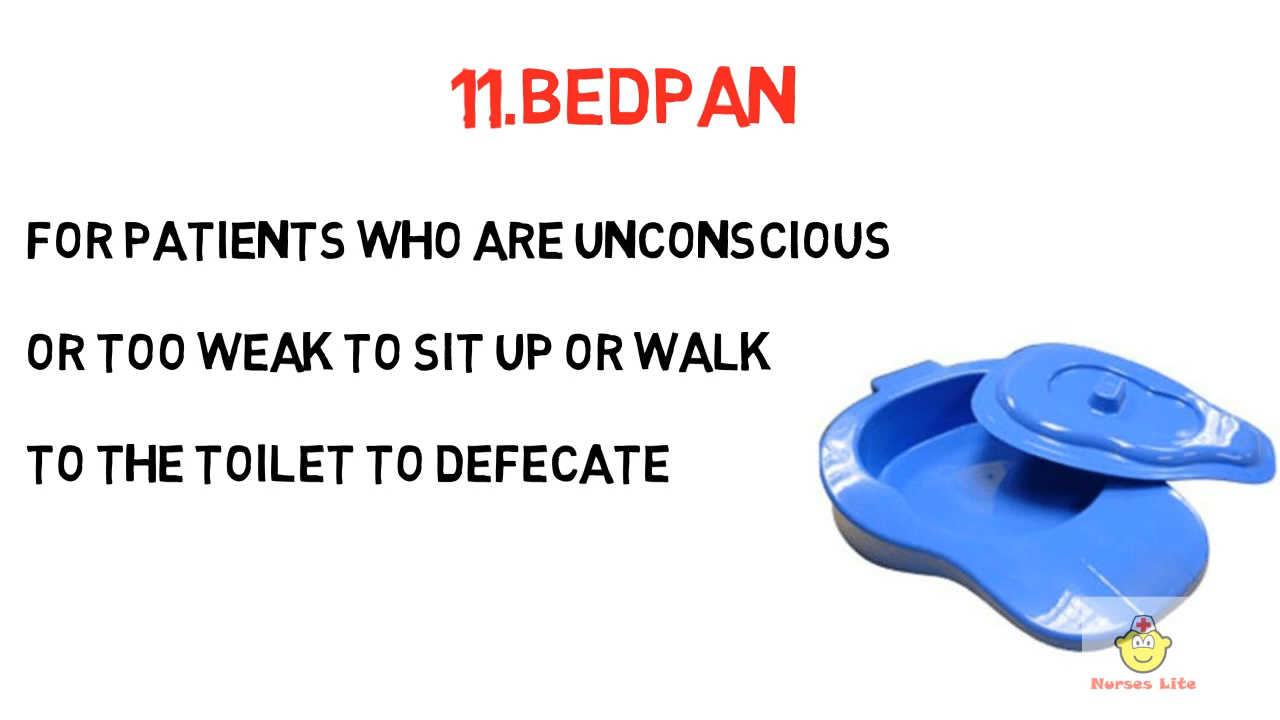 11.BEDPAN
FOR PATIENTS WHO ARE UNCONSCIOUS
OR TOO WEAK TO SIT UP OR WALK
TO THE TOILET TO DEFECATE
Nurses Lite